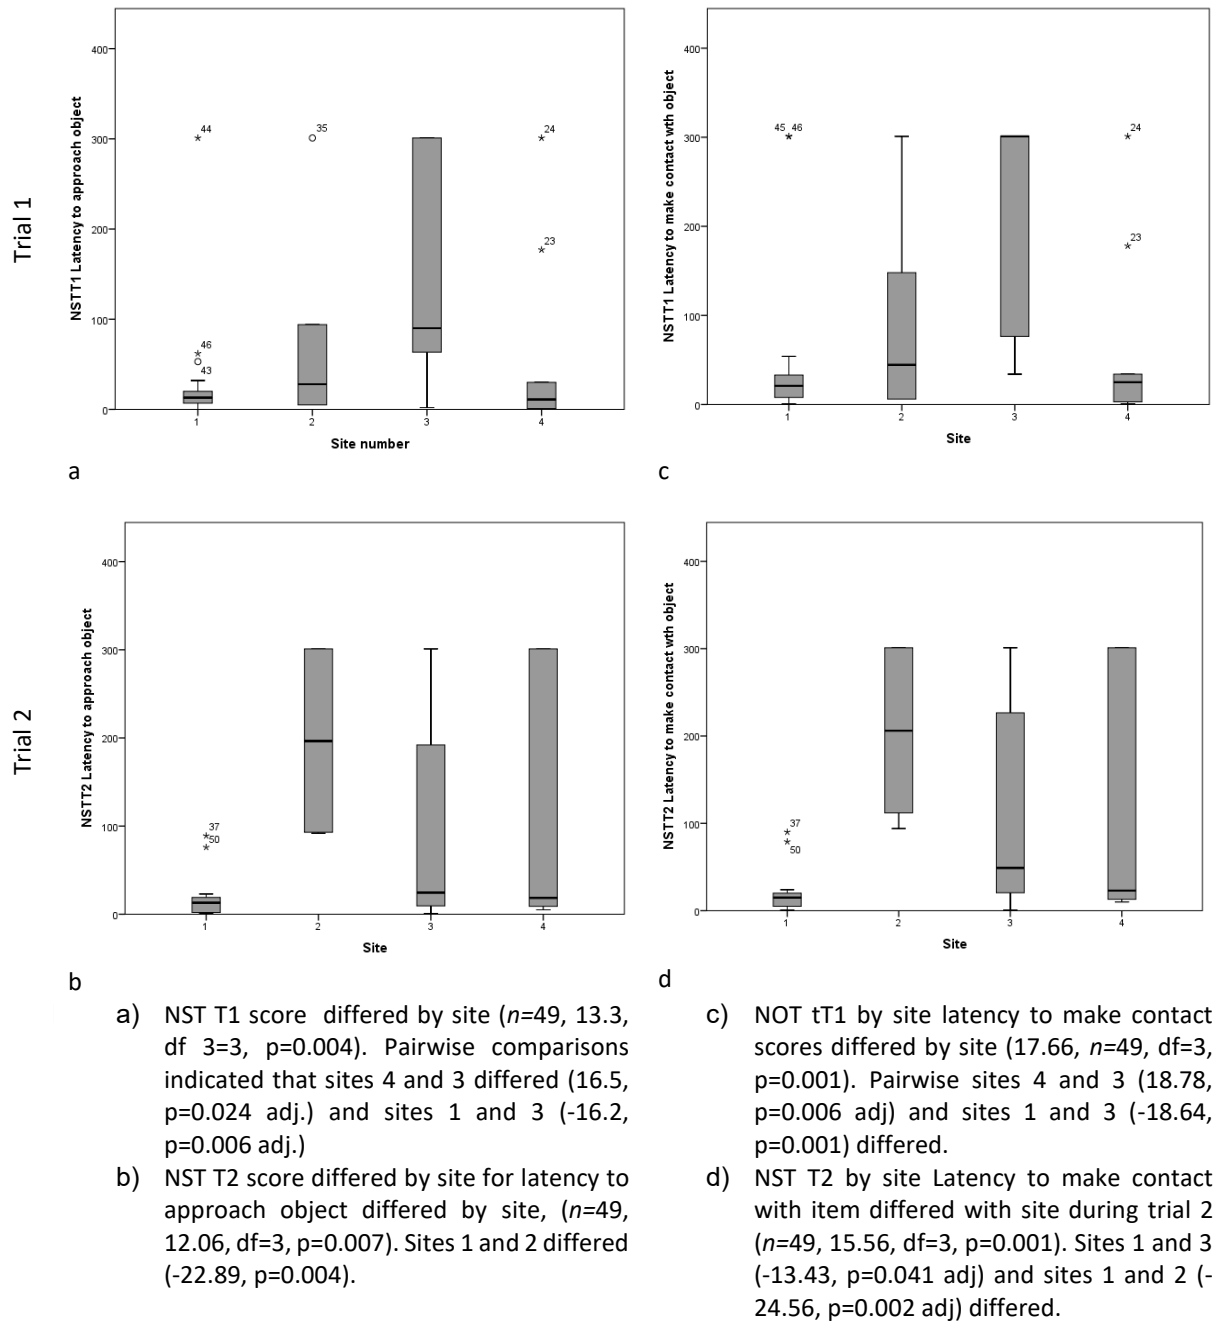 Trial 1
NSTT1 Latency to approach object
400
300
200
100
0
44
35
24
23
46
43
1 2 3 4
Site number
a
NSTT1 Latency to make contact wth object
400
300
200
100
0
45 46
24
23
1 2 3 4
Site
c
Trial 2
NSTT2 Latency to approach object
400
300
200
100
0
37
50
1 2 3 4
Site
b
NSTT2 Latency to make contact wth object
400
300
200
100
0
37
50
1 2 3 4
Site
d
a) NST T1 score differed by site (n=49, 13.3,
df 3=3, p=0.004). Pairwise comparisons
indicated that sites 4 and 3 differed (16.5,
p=0.024 adj.) and sites 1 and 3 (-16.2,
p=0.006 adj.)
b) NST T2 score differed by site for latency to
approach object differed by site, (n=49,
12.06, df=3, p=0.007). Sites 1 and 2 differed
(-22.89, p=0.004).
c) NOT tT1 by site latency to make contact
scores differed by site (17.66, n=49, df=3,
p=0.001). Pairwise sites 4 and 3 (18.78,
p=0.006 adj) and sites 1 and 3 (-18.64,
p=0.001) differed.
d) NST T2 by site Latency to make contact
with item differed with site during trial 2
(n=49, 15.56, df=3, p=0.001). Sites 1 and 3
(-13.43, p=0.041 adj) and sites 1 and 2 (-
24.56, p=0.002 adj) differed.